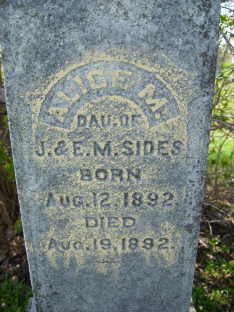 ALICE M.
DAU. OF
J. & E. M. SIDES
BORN
AUG. 12, 1892
DIED
AUG. 19, 1892.